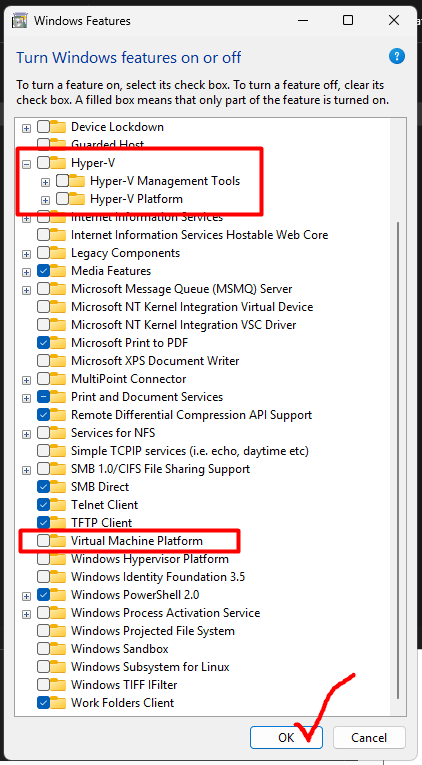 Windows Features
Turn Windows features on or off
?
To turn a feature on, select its check box. To turn a feature off, clear its
check box. A filled box means that only part of the feature is turned on.
Device Lockdown
Guarded Host
Hyper-V
Hyper-V Management Tools
Hyper-V Platform
Internet Information Services
Internet Information Services Hostable Web Core
Legacy Components
Media Features
Microsoft Message Queue (MSMQ) Server
Microsoft NT Kernel Integration Virtual Device
Microsoft NT Kernel Integration VSC Driver
Microsoft Print to PDF
Microsoft XPS Document Writer
MultiPoint Connector
Print and Document Services
Remote Differential Compression API Support
Services for NFS
Simple TCPIP services (i.e. echo, daytime etc)
SMB 1.0/CIFS File Sharing Support
SMB Direct
Telnet Client
TFTP Client
Virtual Machine Platform
Windows Hypervisor Platform
Windows Identity Foundation 3.5
Windows PowerShell 2.0
Windows Process Activation Service
Windows Projected File System
Windows Sandbox
Windows Subsystem for Linux
Windows TIFF IFilter
Work Folders Client
OK
Cancel